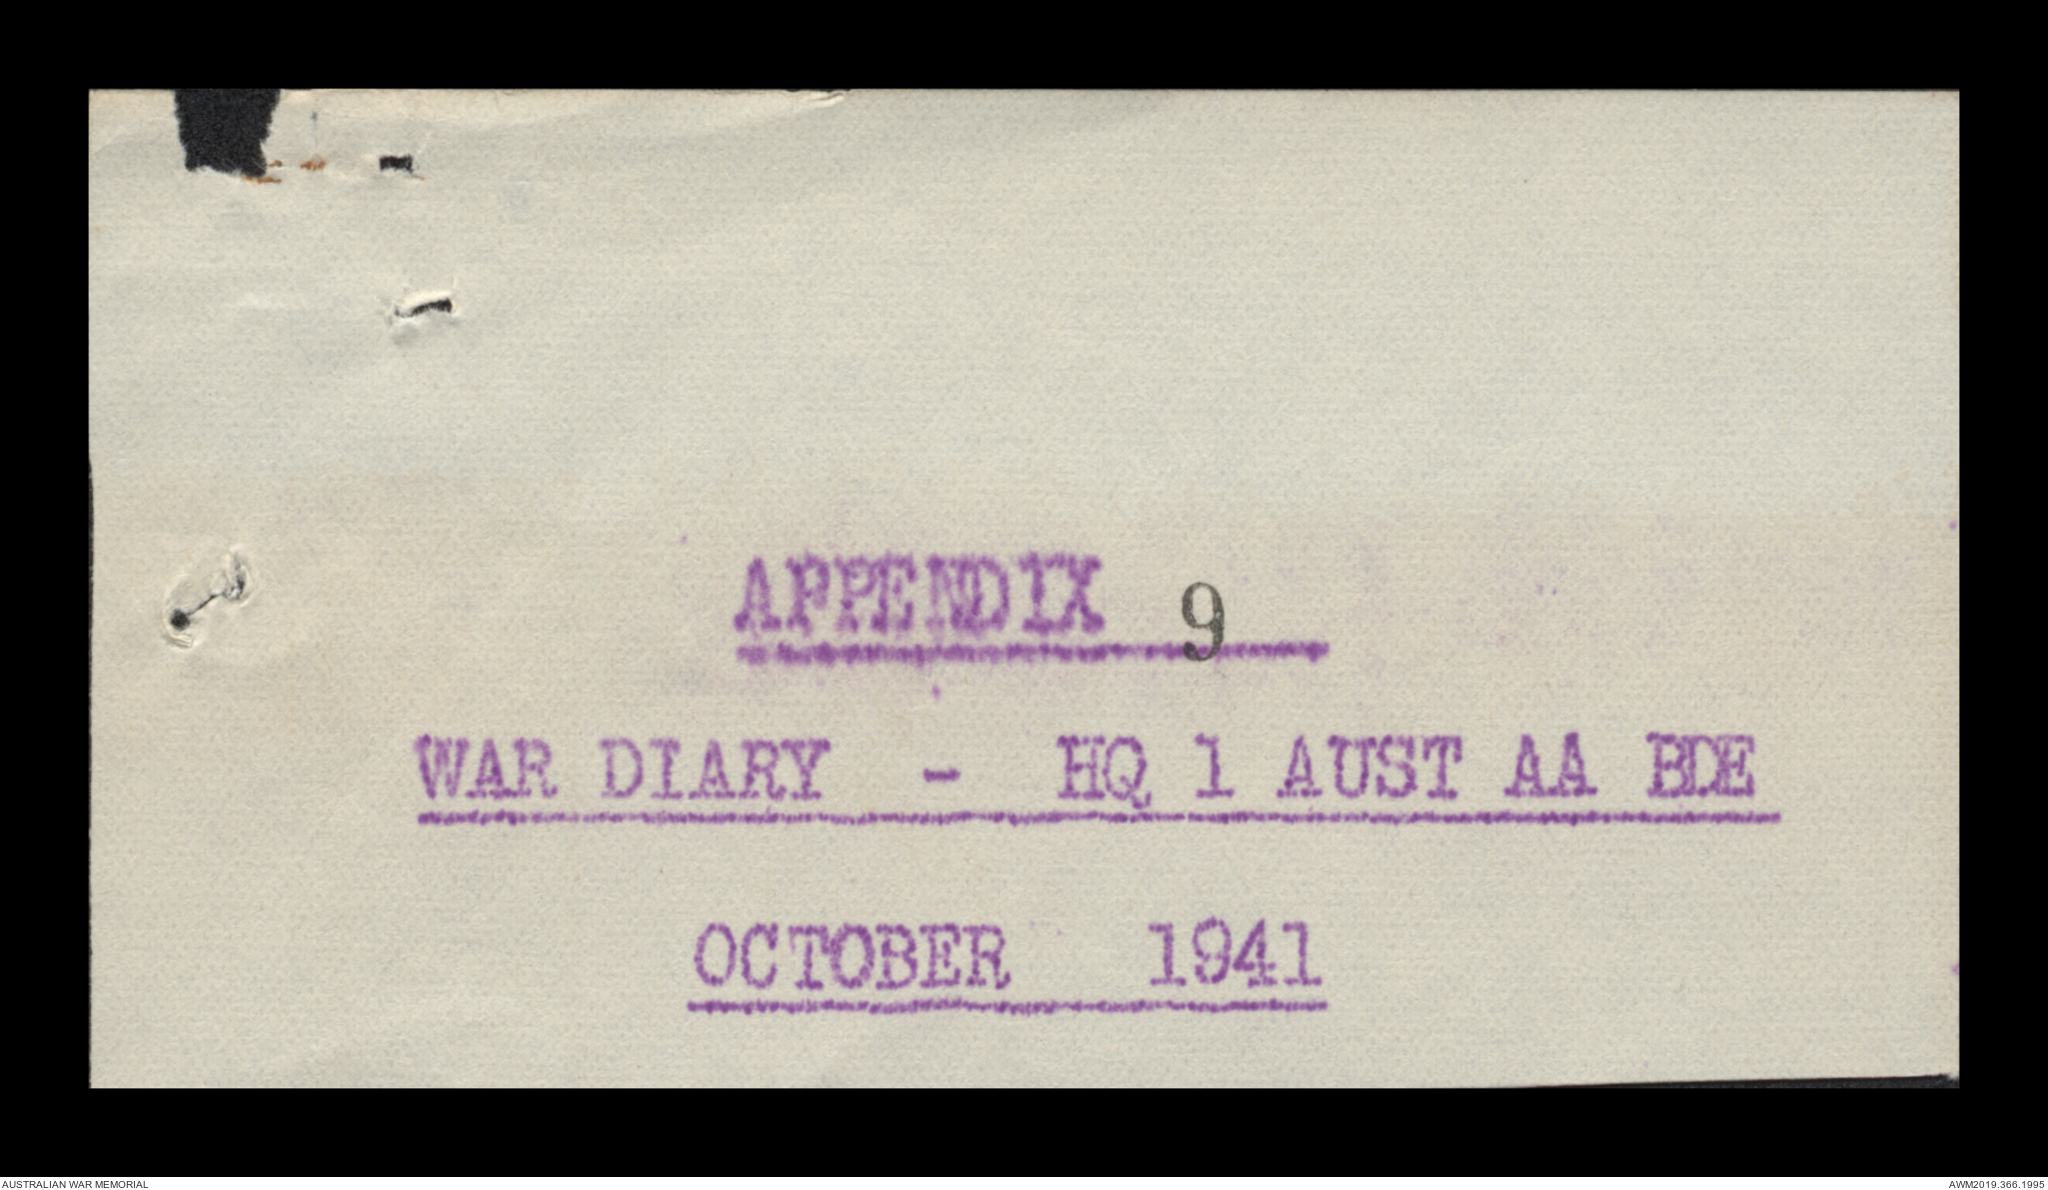 APPENDIX 9
WAR DIARY - HQ 1 AUST AA BDE
OCTOBER 1941
AUSTRALIAN WAR MEMORIAL AWM2019.366.1995